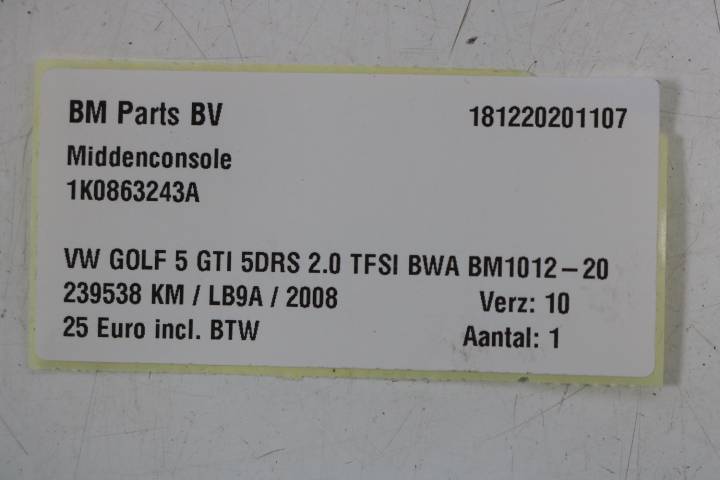 BM Parts BV 181220201107
Middenconsole
1K0863243A
VW GOLF 5 GTI 5DRS 2.0 TFSI BWA BM1012-20
239538 KM / LB9A / 2008 Verz: 10
25 Euro incl. BTW Aantal: 1